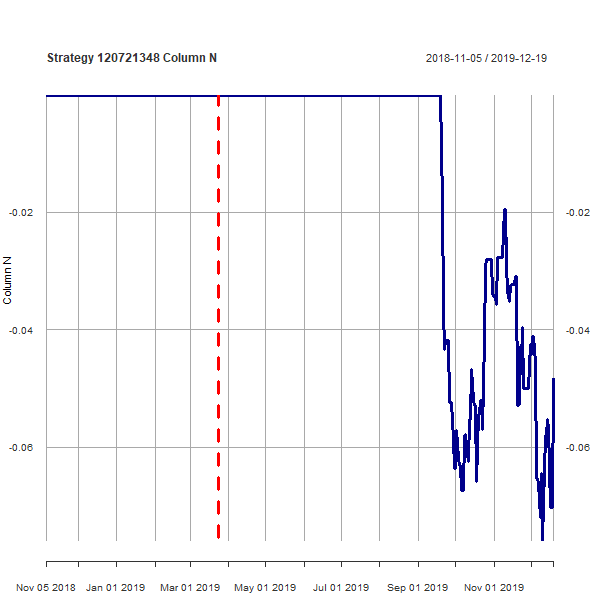 Strategy 120721348 Column N
2018-11-05 / 2019-12-19
-0.02
-0.02
-0.04
-0.04
-0.06
-0.06
Column N
Nov 05 2018
Jan 01 2019
Mar 01 2019
May 01 2019
Jul 01 2019
Sep 01 2019
Nov 01 2019